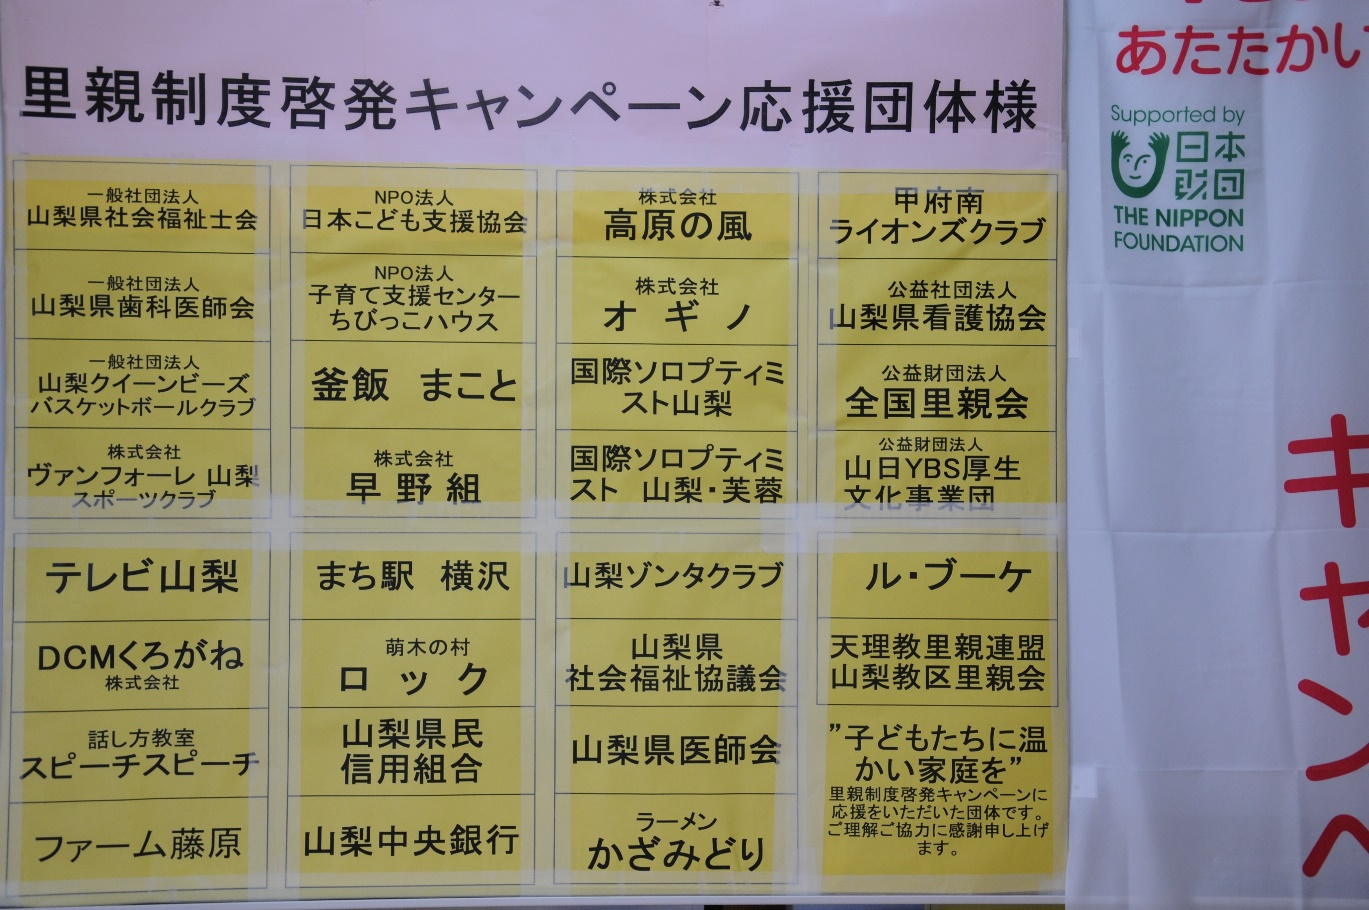 里親制度啓発キャンペーン応援団体様
一般社団法人
山梨県社会福祉士会
一般社団法人
山梨県歯科医師会
一般社団法人
山梨クイーンビーズ
バスケットボールクラブ
株式会社
ヴァンフォーレ 山梨
スポーツクラブ
テレビ山梨
DCMくろがね
株式会社
話し方教室
スピーチスピーチ
ファーム藤原
NPO法人
日本こども支援協会
NPO法人
子育て支援センター
ちびっこハウス
釜飯 まこと
株式会社
早野組
まち駅 横沢
萌木の村
ロック
山梨県民
信用組合
山梨中央銀行
株式会社
高原の風
株式会社
オギノ
国際ソロプティミ
スト山梨
国際ソロプティミ
スト 山梨・芙蓉
山梨ゾンタクラブ
山梨県
社会福祉協議会
山梨県医師会
ラーメン
かざみどり
甲府南
ライオンズクラブ
公益社団法人
山梨県看護協会
公益財団法人
全国里親会
公益財団法人
山日YBS厚生
文化事業団
ル・ブーケ
天理教里親連盟
山梨教区里親会
”子どもたちに温
かい家庭を”
里親制度啓発キャンペーンに
応援をいただいた団体です。
ご理解ご協力に感謝申し上げ
ます。
あたたかい
Supported by
日本
財団
THE NIPPON
FOUNDATION
キャンペ